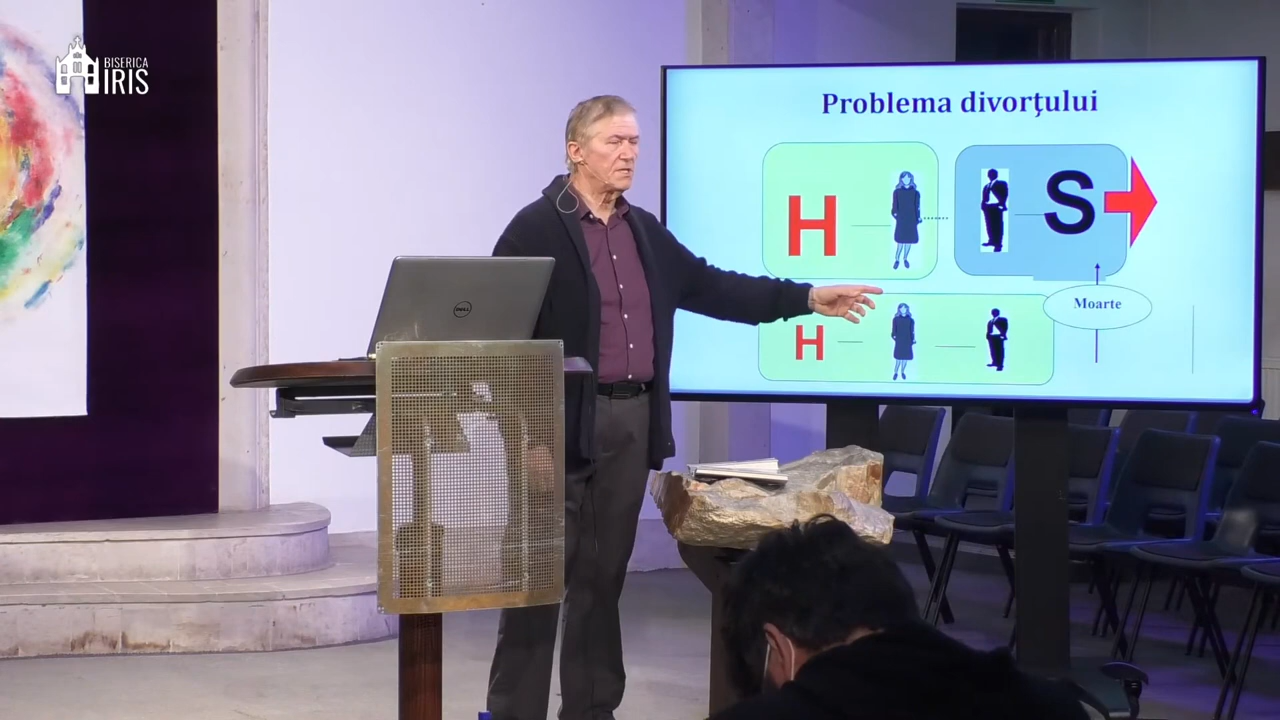 BISERICA
IRIS
Problema divorţului
H
S
Moarte
H
DELL